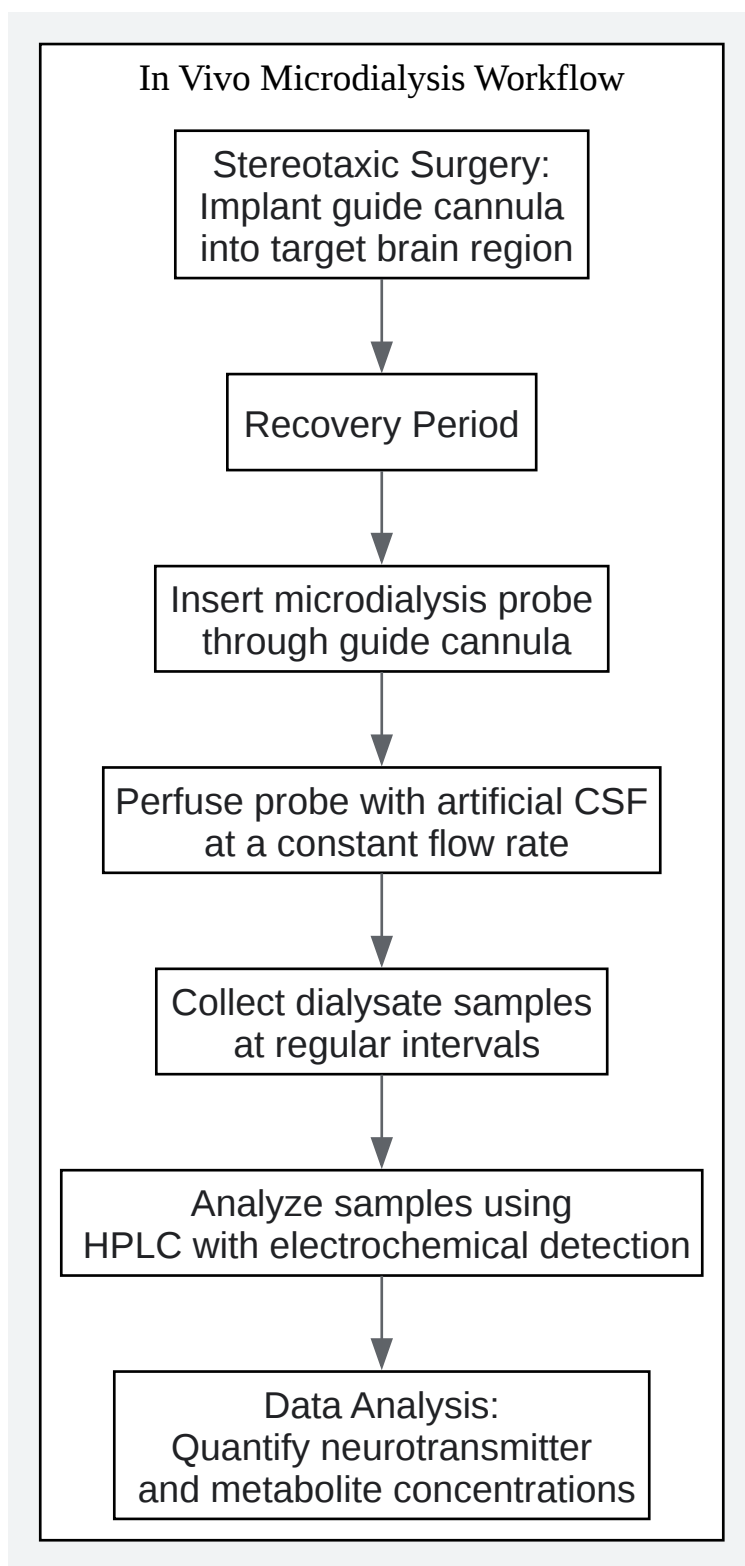 In Vivo Microdialysis Workflow
Stereotaxic Surgery:
Implant guide cannula
into target brain region
Recovery Period
Insert microdialysis probe
through guide cannula
Perfuse probe with artificial CSF
at a constant flow rate
Collect dialysate samples
at regular intervals
Analyze samples using
HPLC with electrochemical detection
Data Analysis:
Quantify neurotransmitter
and metabolite concentrations